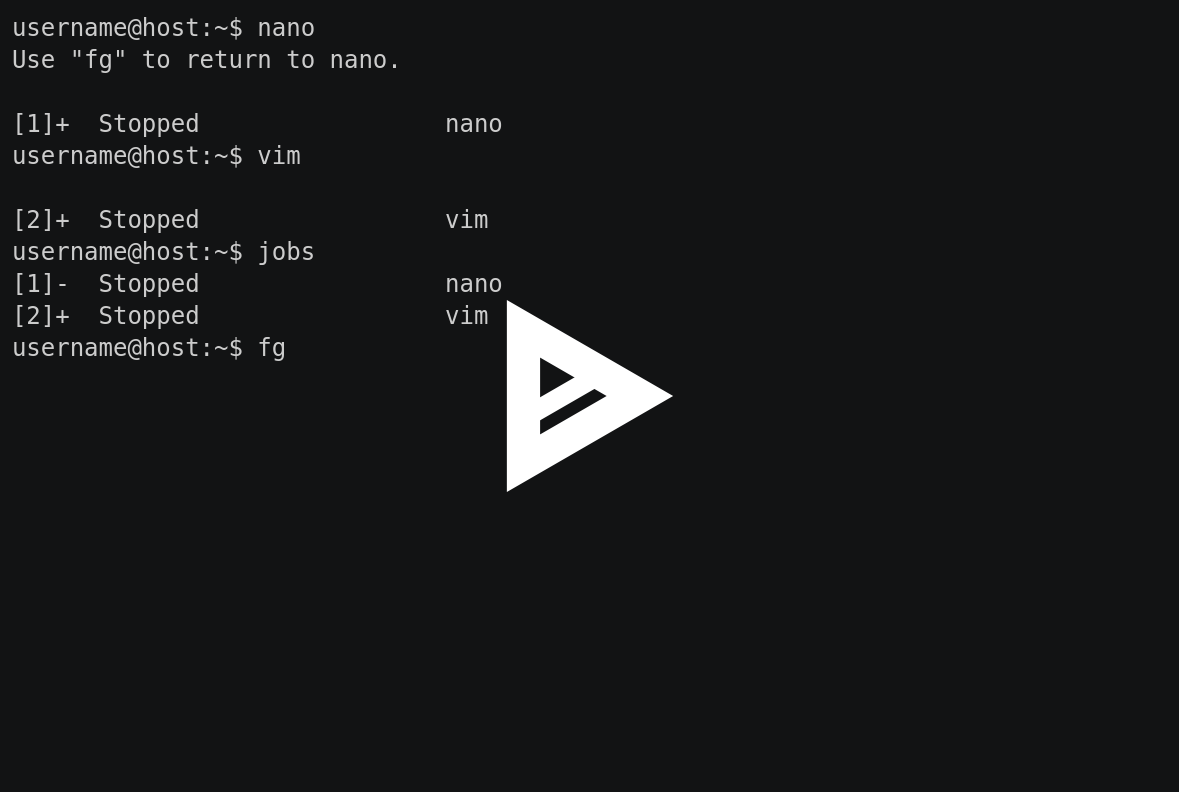 username@host:~$ nano
Use "fg" to return to nano.
[1]+  Stopped                 nano
username@host:~$ vim
[2]+  Stopped                 vim
username@host:~$ jobs
[1]-  Stopped                 nano
[2]+  Stopped                 vim
username@host:~$ fg